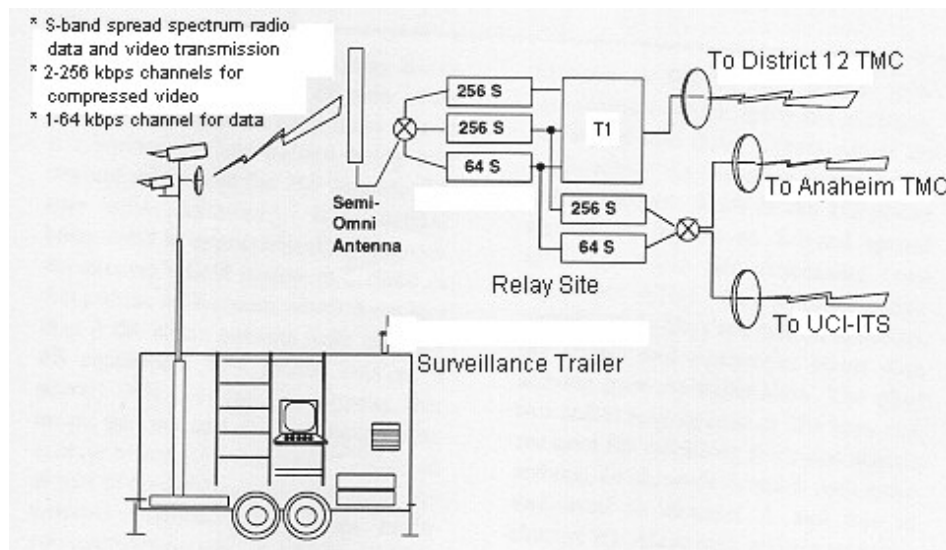 * S-band spread spectrum radio
data and video transmission
* 2-256 kbps channels for
compressed video
* 1-64 kbps channel for data
Semi-
Omni
Antenna
256 S
256 S
64 S
T1
256 S
64 S
Relay Site
To District 12 TMC
To Anaheim TMC
To UCI-ITS
Surveillance Trailer